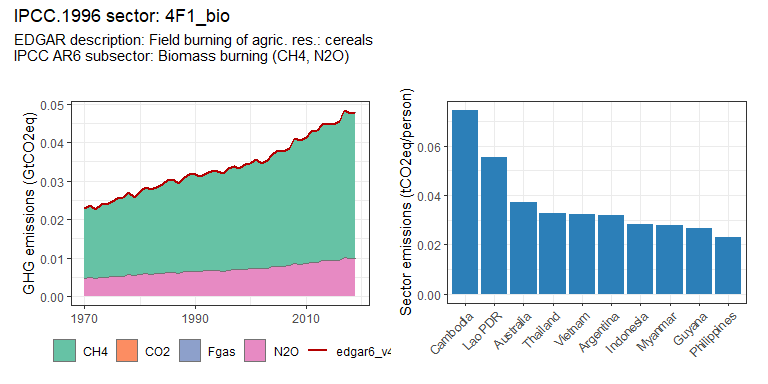 IPCC.1996 sector: 4F1_bio
EDGAR description: Field burning of agric. res.: cereals
IPCC AR6 subsector: Biomass burning (CH4, N2O)
GHG emissions (GtCO2eq)
0.05
0.04
0.03
0.02
0.01
0.00
1970
1990
2010
CH4
CO2
Fgas
N2O
edgar6_v4
Sector emissions (tCO2eq/person)
0.06
0.04
0.02
0.00
Cambodia
Lao PDR
Australia
Thailand
Vietnam
Argentina
Indonesia
Myanmar
Guyana
Philippines